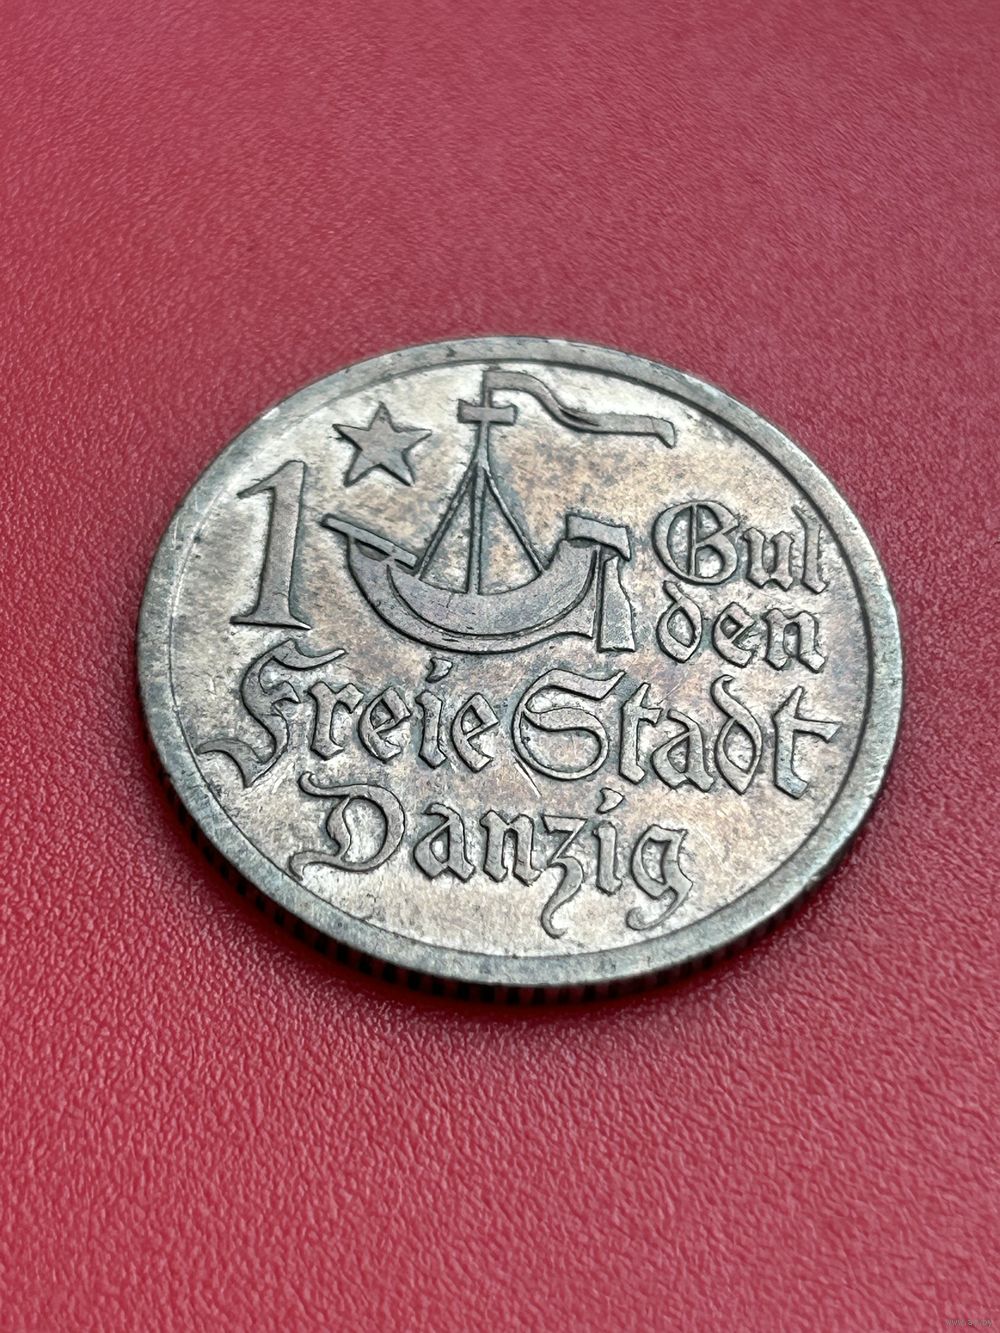 1 Gul
den
Freie Stadt
Danzig